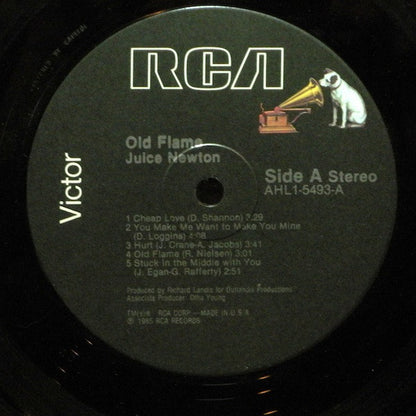 RCA
Old Flame
Juice Newton
Side A Stereo
AHL1-5493-A
Victor
1 Cheap Love (D. Shannon) 3:29
2 You Make Me Want to Make You Mine
(D. Loggins) 4:08
3 Hurt (J. Crane-A. Jacobs) 3:41
4 Old Flame (R. Nielsen) 3:01
5 Stuck in the Middle with You
(J. Egan-G. Rafferty) 2:51
Produced by Richard Landis for Outlandis Productions
Associate Producer: Otha Young
TM(s)® RCA CORP.—MADE IN U.S.A.
℗ 1985 RCA RECORDS